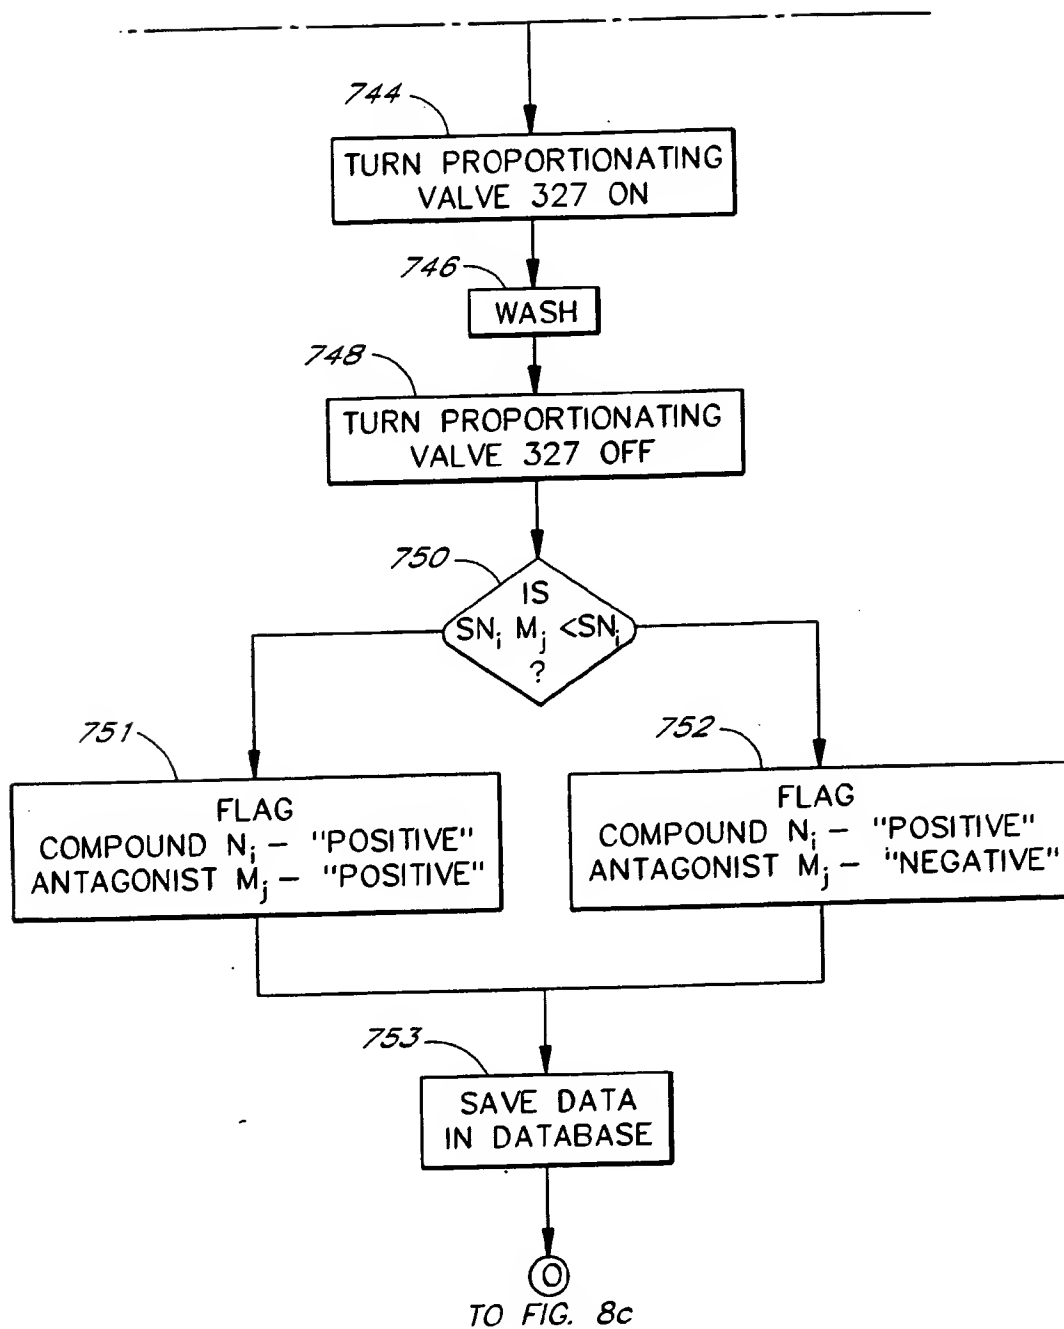 744
TURN PROPORTIONATING
VALVE 327 ON
746
WASH
748
TURN PROPORTIONATING
VALVE 327 OFF
750
IS
SNi Mj <SNi
?
751
FLAG
COMPOUND Ni – "POSITIVE"
ANTAGONIST Mj – "POSITIVE"
752
FLAG
COMPOUND Ni – "POSITIVE"
ANTAGONIST Mj – "NEGATIVE"
753
SAVE DATA
IN DATABASE
O
TO FIG. 8c